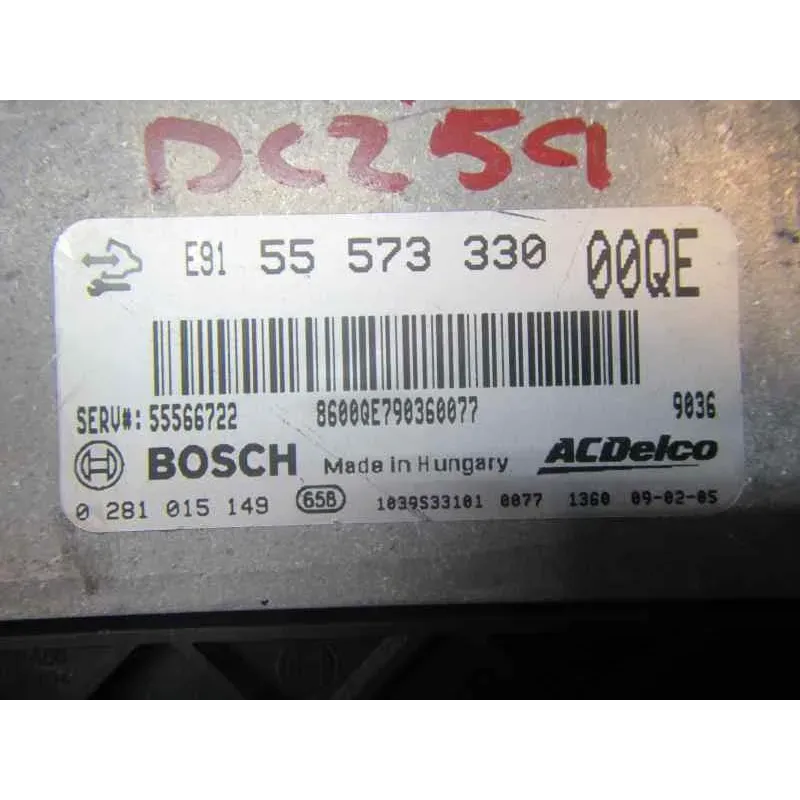 DCZ59
E91 55 573 330 00QE
SERV#: 55566722 8600QE790360077 9036
BOSCH Made in Hungary ACDelco
0 281 015 149 658 1039S33101 0077 1360 09-02-05